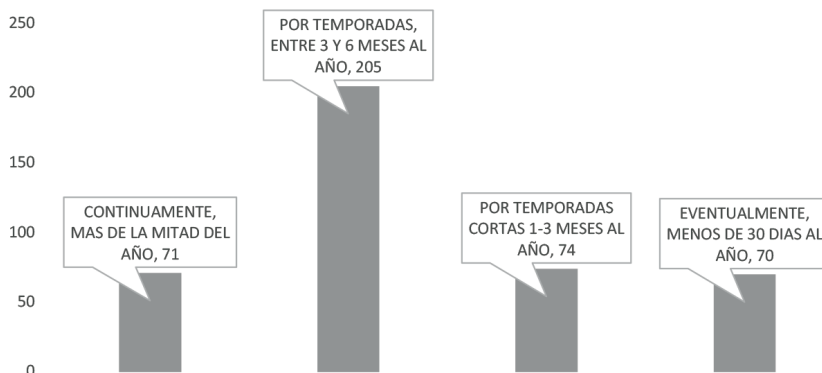 250
200
150
100
50
0
CONTINUAMENTE,
MAS DE LA MITAD DEL
AÑO, 71
POR TEMPORADAS,
ENTRE 3 Y 6 MESES AL
AÑO, 205
POR TEMPORADAS
CORTAS 1-3 MESES AL
AÑO, 74
EVENTUALMENTE,
MENOS DE 30 DIAS AL
AÑO, 70